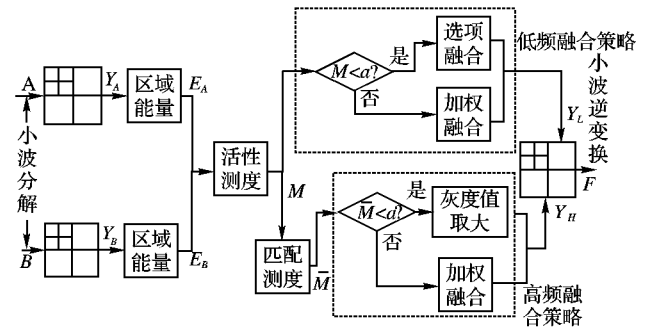 A
小波分解
B
Y_A
区域
能量
E_A
Y_B
区域
能量
E_B
活性
测度
M
匹配
测度
M̄
M<a?
是
否
选项
融合
加权
融合
低频融合策略
M̄<a?
是
否
灰度值
取大
加权
融合
高频融
合策略
Y_L
小波逆变换
F
Y_H